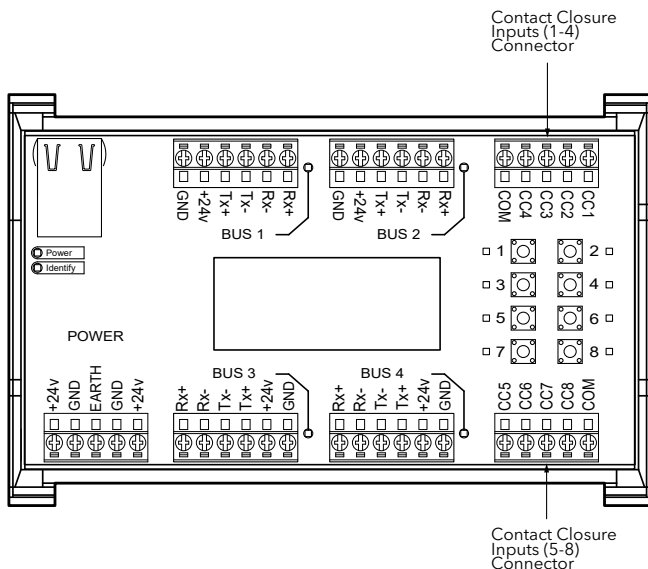 Contact Closure
Inputs (1-4)
Connector
GND
+24v
Tx+
Tx-
Rx-
Rx+
BUS 1
GND
+24v
Tx+
Tx-
Rx-
Rx+
BUS 2
COM
CC4
CC3
CC2
CC1
Power
Identify
1
2
3
4
5
6
7
8
POWER
+24v
GND
EARTH
GND
+24v
BUS 3
Rx+
Rx-
Tx-
Tx+
+24v
GND
BUS 4
Rx+
Rx-
Tx-
Tx+
+24v
GND
CC5
CC6
CC7
CC8
COM
Contact Closure
Inputs (5-8)
Connector